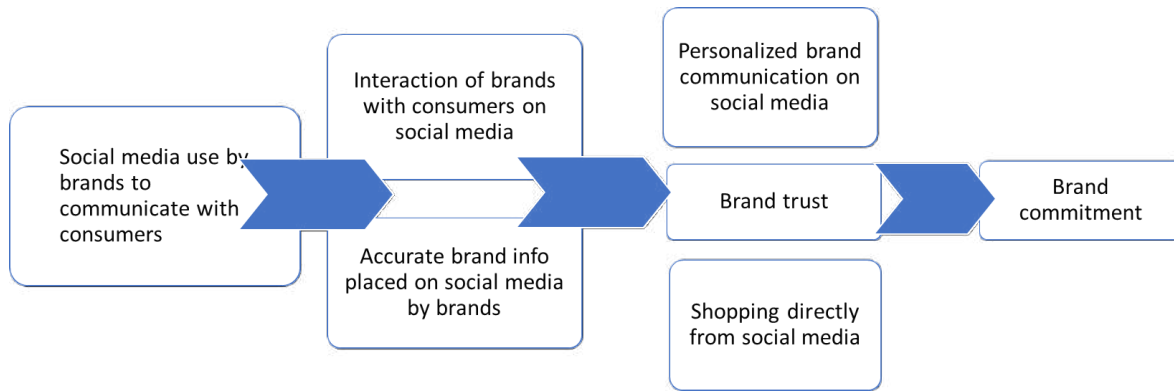 Social media use by
brands to
communicate with
consumers
Interaction of brands
with consumers on
social media
Accurate brand info
placed on social media
by brands
Personalized brand
communication on
social media
Brand trust
Shopping directly
from social media
Brand
commitment